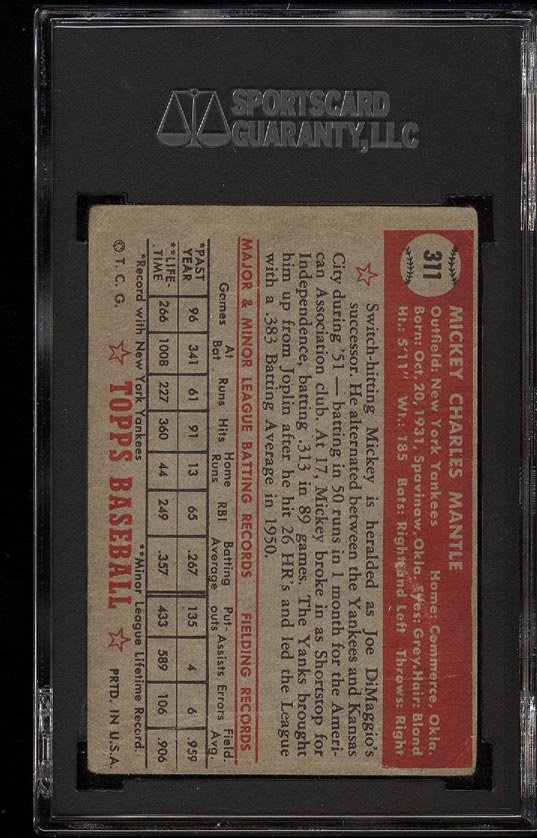 SPORTSCARD
GUARANTY, LLC
311
MICKEY CHARLES MANTLE
Outfield: New York Yankees Home: Commerce, Okla.
Born: Oct. 20, 1931, Spavinaw, Okla. Eyes: Grey-Hair: Blond
Ht.: 5'11" Wt.: 185 Bats: Right and Left Throws: Right
Switch-hitting Mickey is heralded as Joe DiMaggio's
successor. He alternated between the Yankees and Kansas
City during '51 — batting in 50 runs in 1 month for the Ameri-
can Association club. At 17, Mickey broke in as Shortstop for
Independence, batting .313 in 89 games. The Yanks brought
him up from Joplin after he hit 26 HR's and led the League
with a .383 Batting Average in 1950.
MAJOR & MINOR LEAGUE BATTING RECORDS FIELDING RECORDS
Games At Bat Runs Hits Home Runs RBI Batting Average Put-outs Assists Errors Field. Avg.
*PAST YEAR 96 341 61 91 13 65 .267 135 4 6 .959
**LIFE-TIME 266 1008 227 360 44 249 .357 433 589 106 .906
*Record with New York Yankees **Minor League Lifetime Record
© T. C. G. TOPPS BASEBALL PRTD. IN U.S.A.